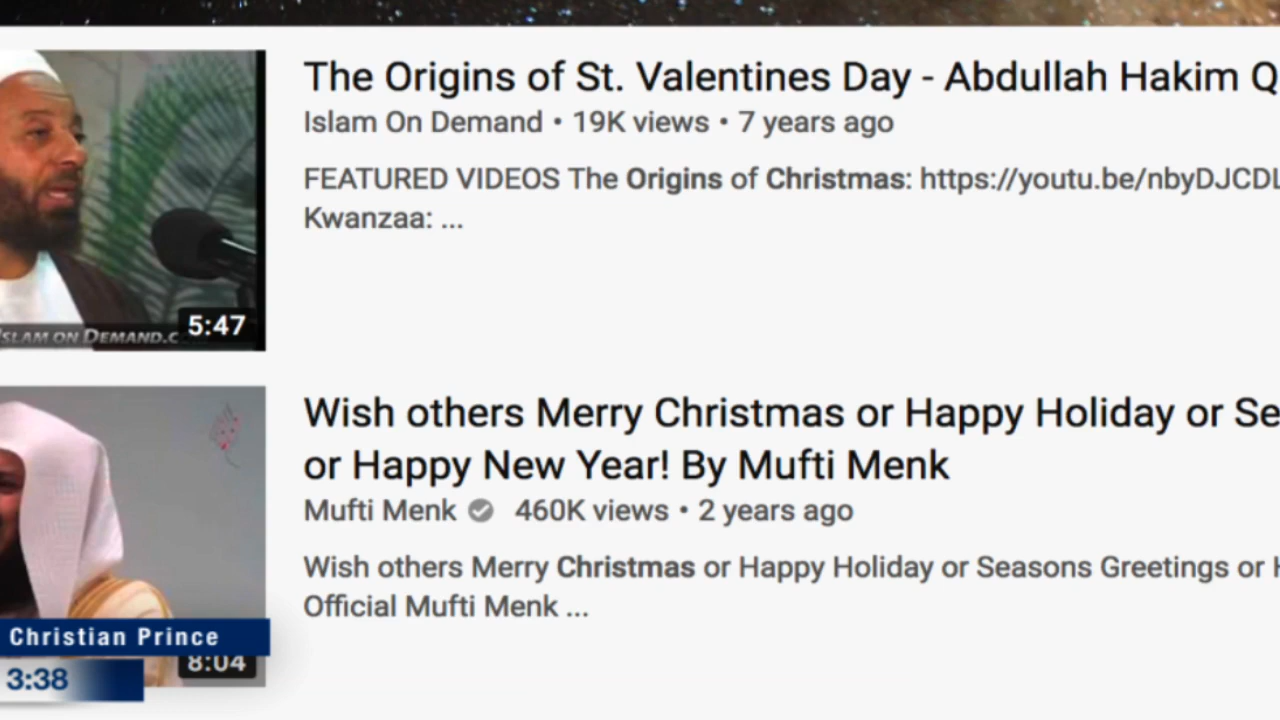 The Origins of St. Valentines Day - Abdullah Hakim Q
Islam On Demand • 19K views • 7 years ago
FEATURED VIDEOS The Origins of Christmas: https://youtu.be/nbyDJCDL
Kwanzaa: ...
5:47
ISLAM ON DEMAND.C
Wish others Merry Christmas or Happy Holiday or Se
or Happy New Year! By Mufti Menk
Mufti Menk 460K views • 2 years ago
Wish others Merry Christmas or Happy Holiday or Seasons Greetings or H
Official Mufti Menk ...
Christian Prince
8:04
3:38